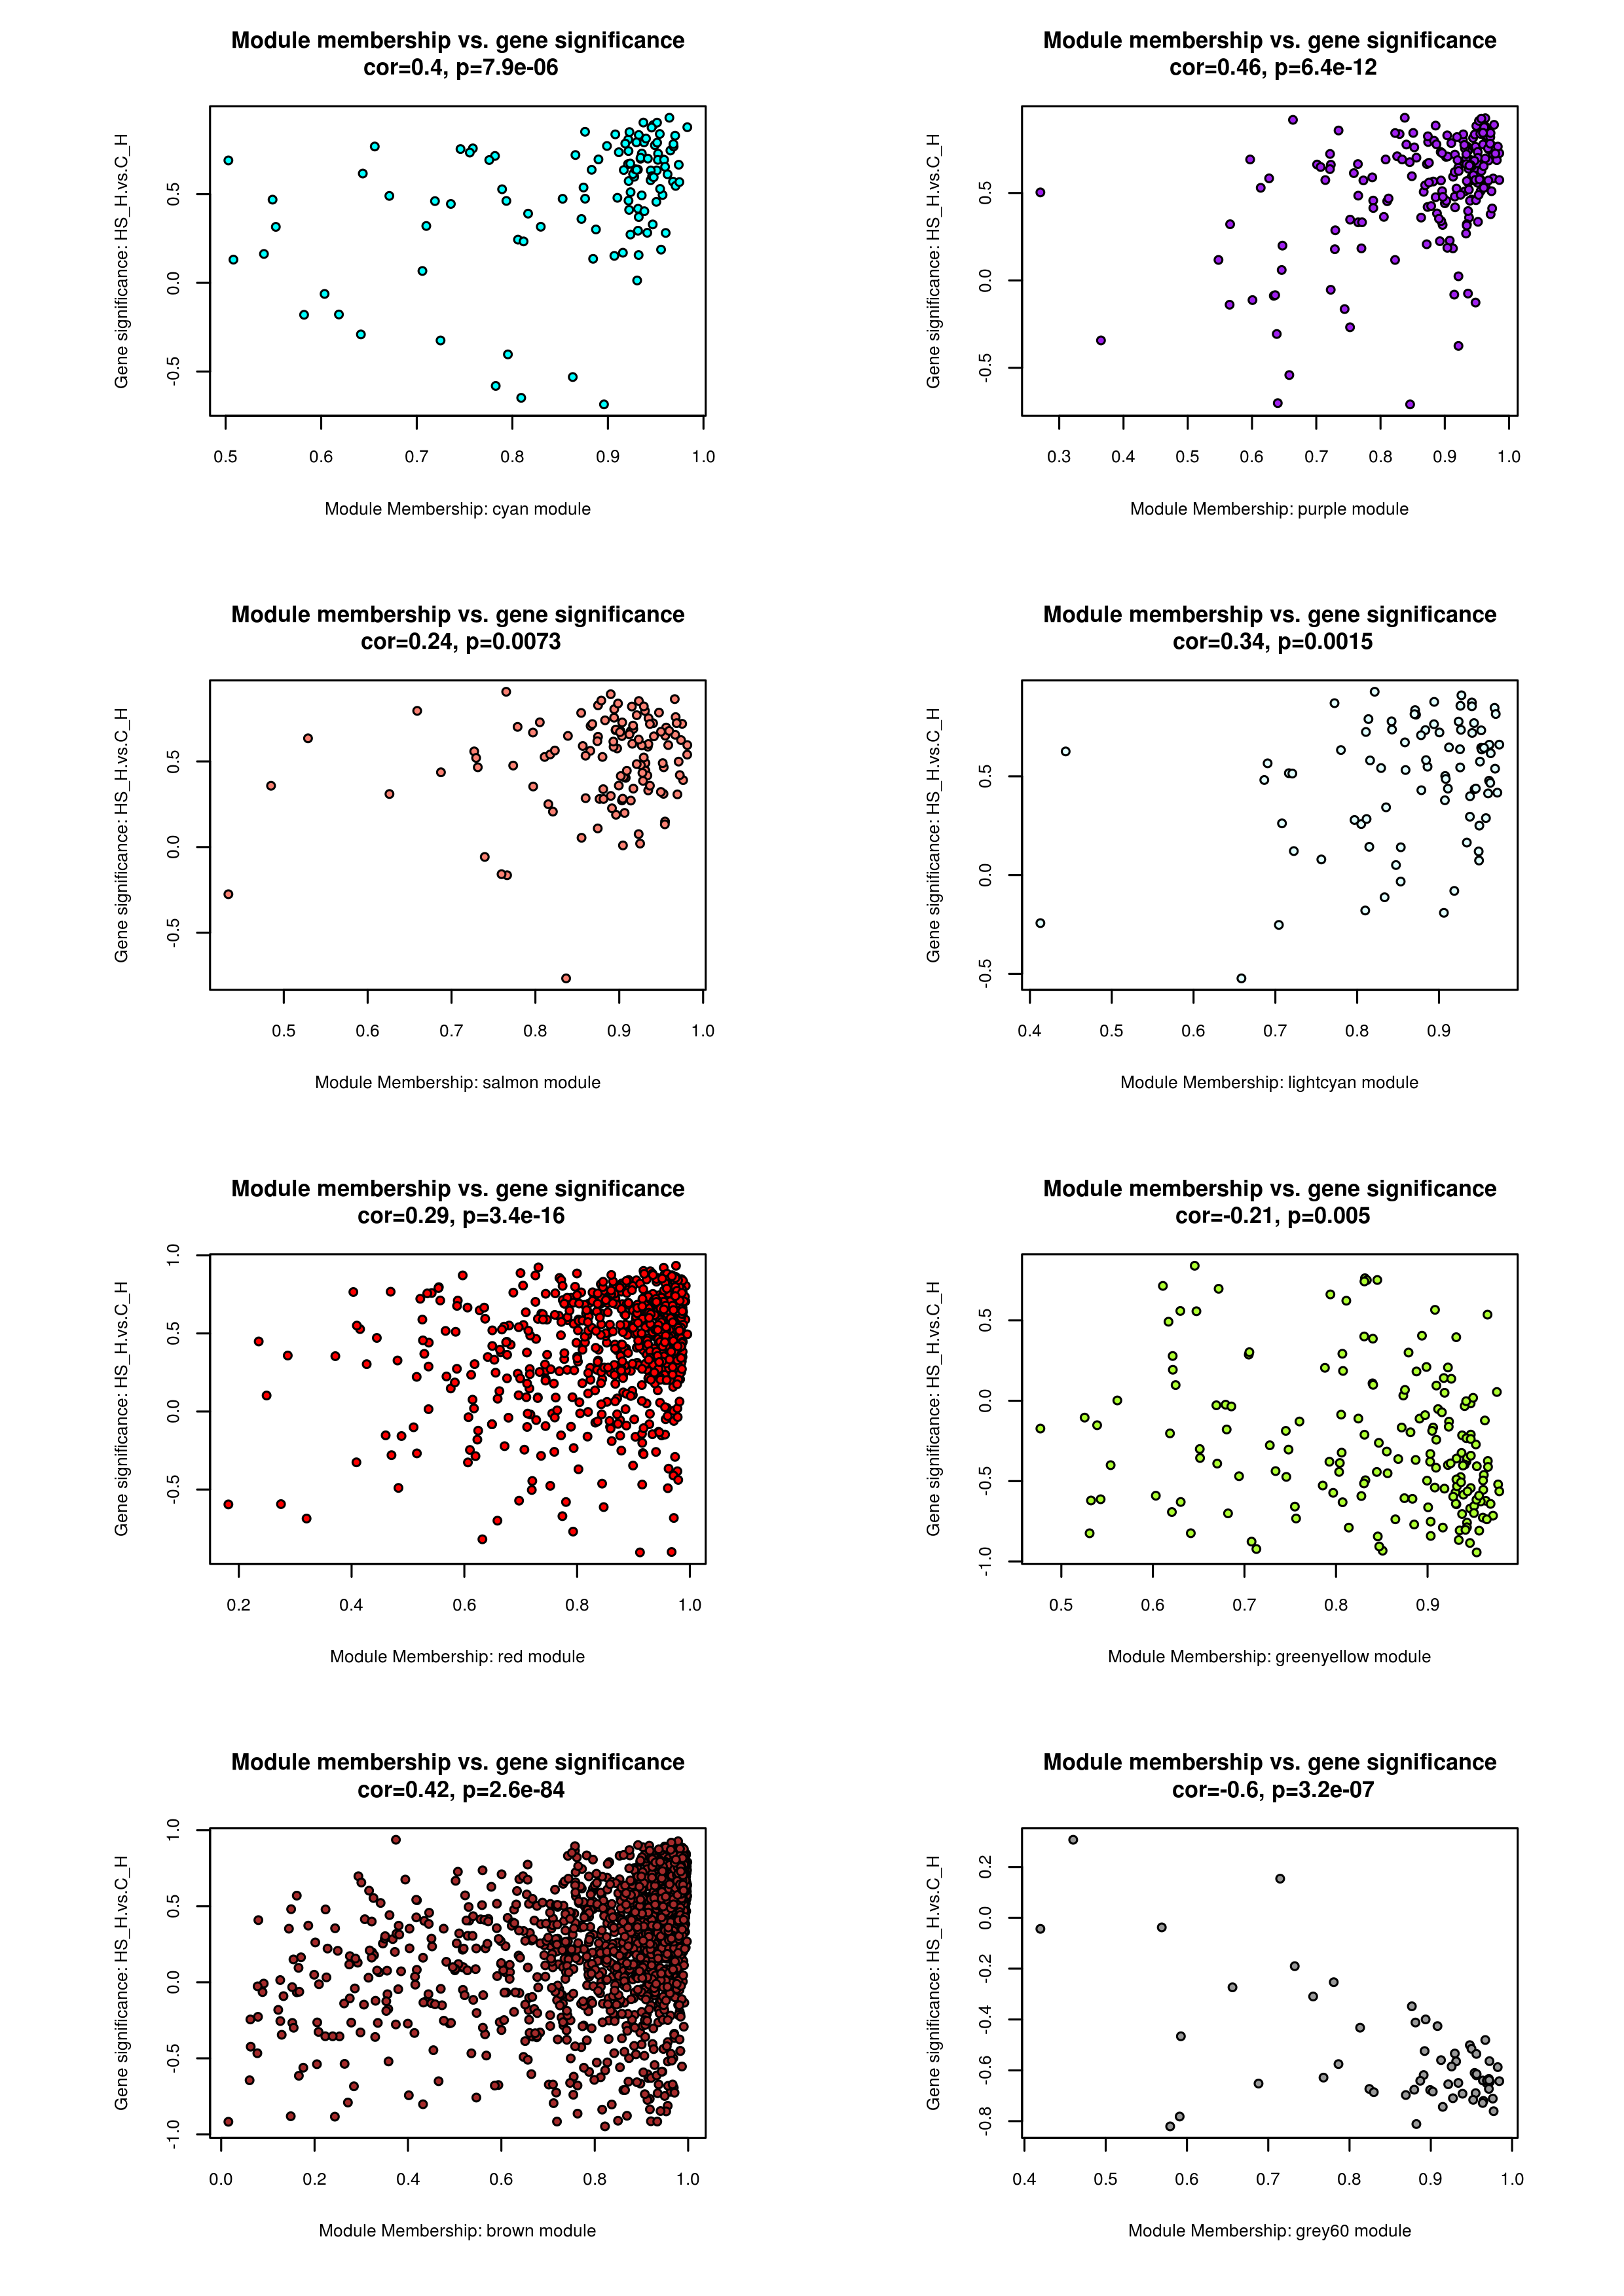 Module membership vs. gene significance
cor=0.4, p=7.9e-06
Gene significance: HS_H.vs.C_H
0.5
0.0
-0.5
0.5 0.6 0.7 0.8 0.9 1.0
Module Membership: cyan module
Module membership vs. gene significance
cor=0.46, p=6.4e-12
Gene significance: HS_H.vs.C_H
0.5
0.0
-0.5
0.3 0.4 0.5 0.6 0.7 0.8 0.9 1.0
Module Membership: purple module
Module membership vs. gene significance
cor=0.24, p=0.0073
Gene significance: HS_H.vs.C_H
0.5
0.0
-0.5
0.5 0.6 0.7 0.8 0.9 1.0
Module Membership: salmon module
Module membership vs. gene significance
cor=0.34, p=0.0015
Gene significance: HS_H.vs.C_H
0.5
0.0
-0.5
0.4 0.5 0.6 0.7 0.8 0.9
Module Membership: lightcyan module
Module membership vs. gene significance
cor=0.29, p=3.4e-16
Gene significance: HS_H.vs.C_H
1.0
0.5
0.0
-0.5
0.2 0.4 0.6 0.8 1.0
Module Membership: red module
Module membership vs. gene significance
cor=-0.21, p=0.005
Gene significance: HS_H.vs.C_H
0.5
0.0
-0.5
-1.0
0.5 0.6 0.7 0.8 0.9
Module Membership: greenyellow module
Module membership vs. gene significance
cor=0.42, p=2.6e-84
Gene significance: HS_H.vs.C_H
1.0
0.5
0.0
-0.5
-1.0
0.0 0.2 0.4 0.6 0.8 1.0
Module Membership: brown module
Module membership vs. gene significance
cor=-0.6, p=3.2e-07
Gene significance: HS_H.vs.C_H
0.2
0.0
-0.2
-0.4
-0.6
-0.8
0.4 0.5 0.6 0.7 0.8 0.9 1.0
Module Membership: grey60 module